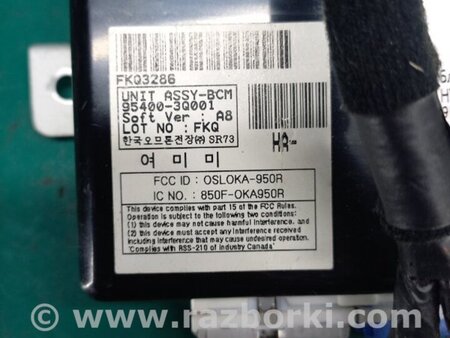 FKQ3286
UNIT ASSY-BCM
95400-3Q001
Soft Ver : A8
LOT NO : FKQ
한국오므론전장㈜ SR73
HA
여미미
FCC ID : OSLOKA-950R
IC NO. : 850F-OKA950R
This device complies with part 15 of the FCC Rules.
Operation is subject to the following two conditions:
(1) this device may not cause harmful interference, and
(2) this device must accept any interference received
including interference that may cause undesired operation.
"Complies with RSS-210 of Industry Canada"
© www.razborki.com